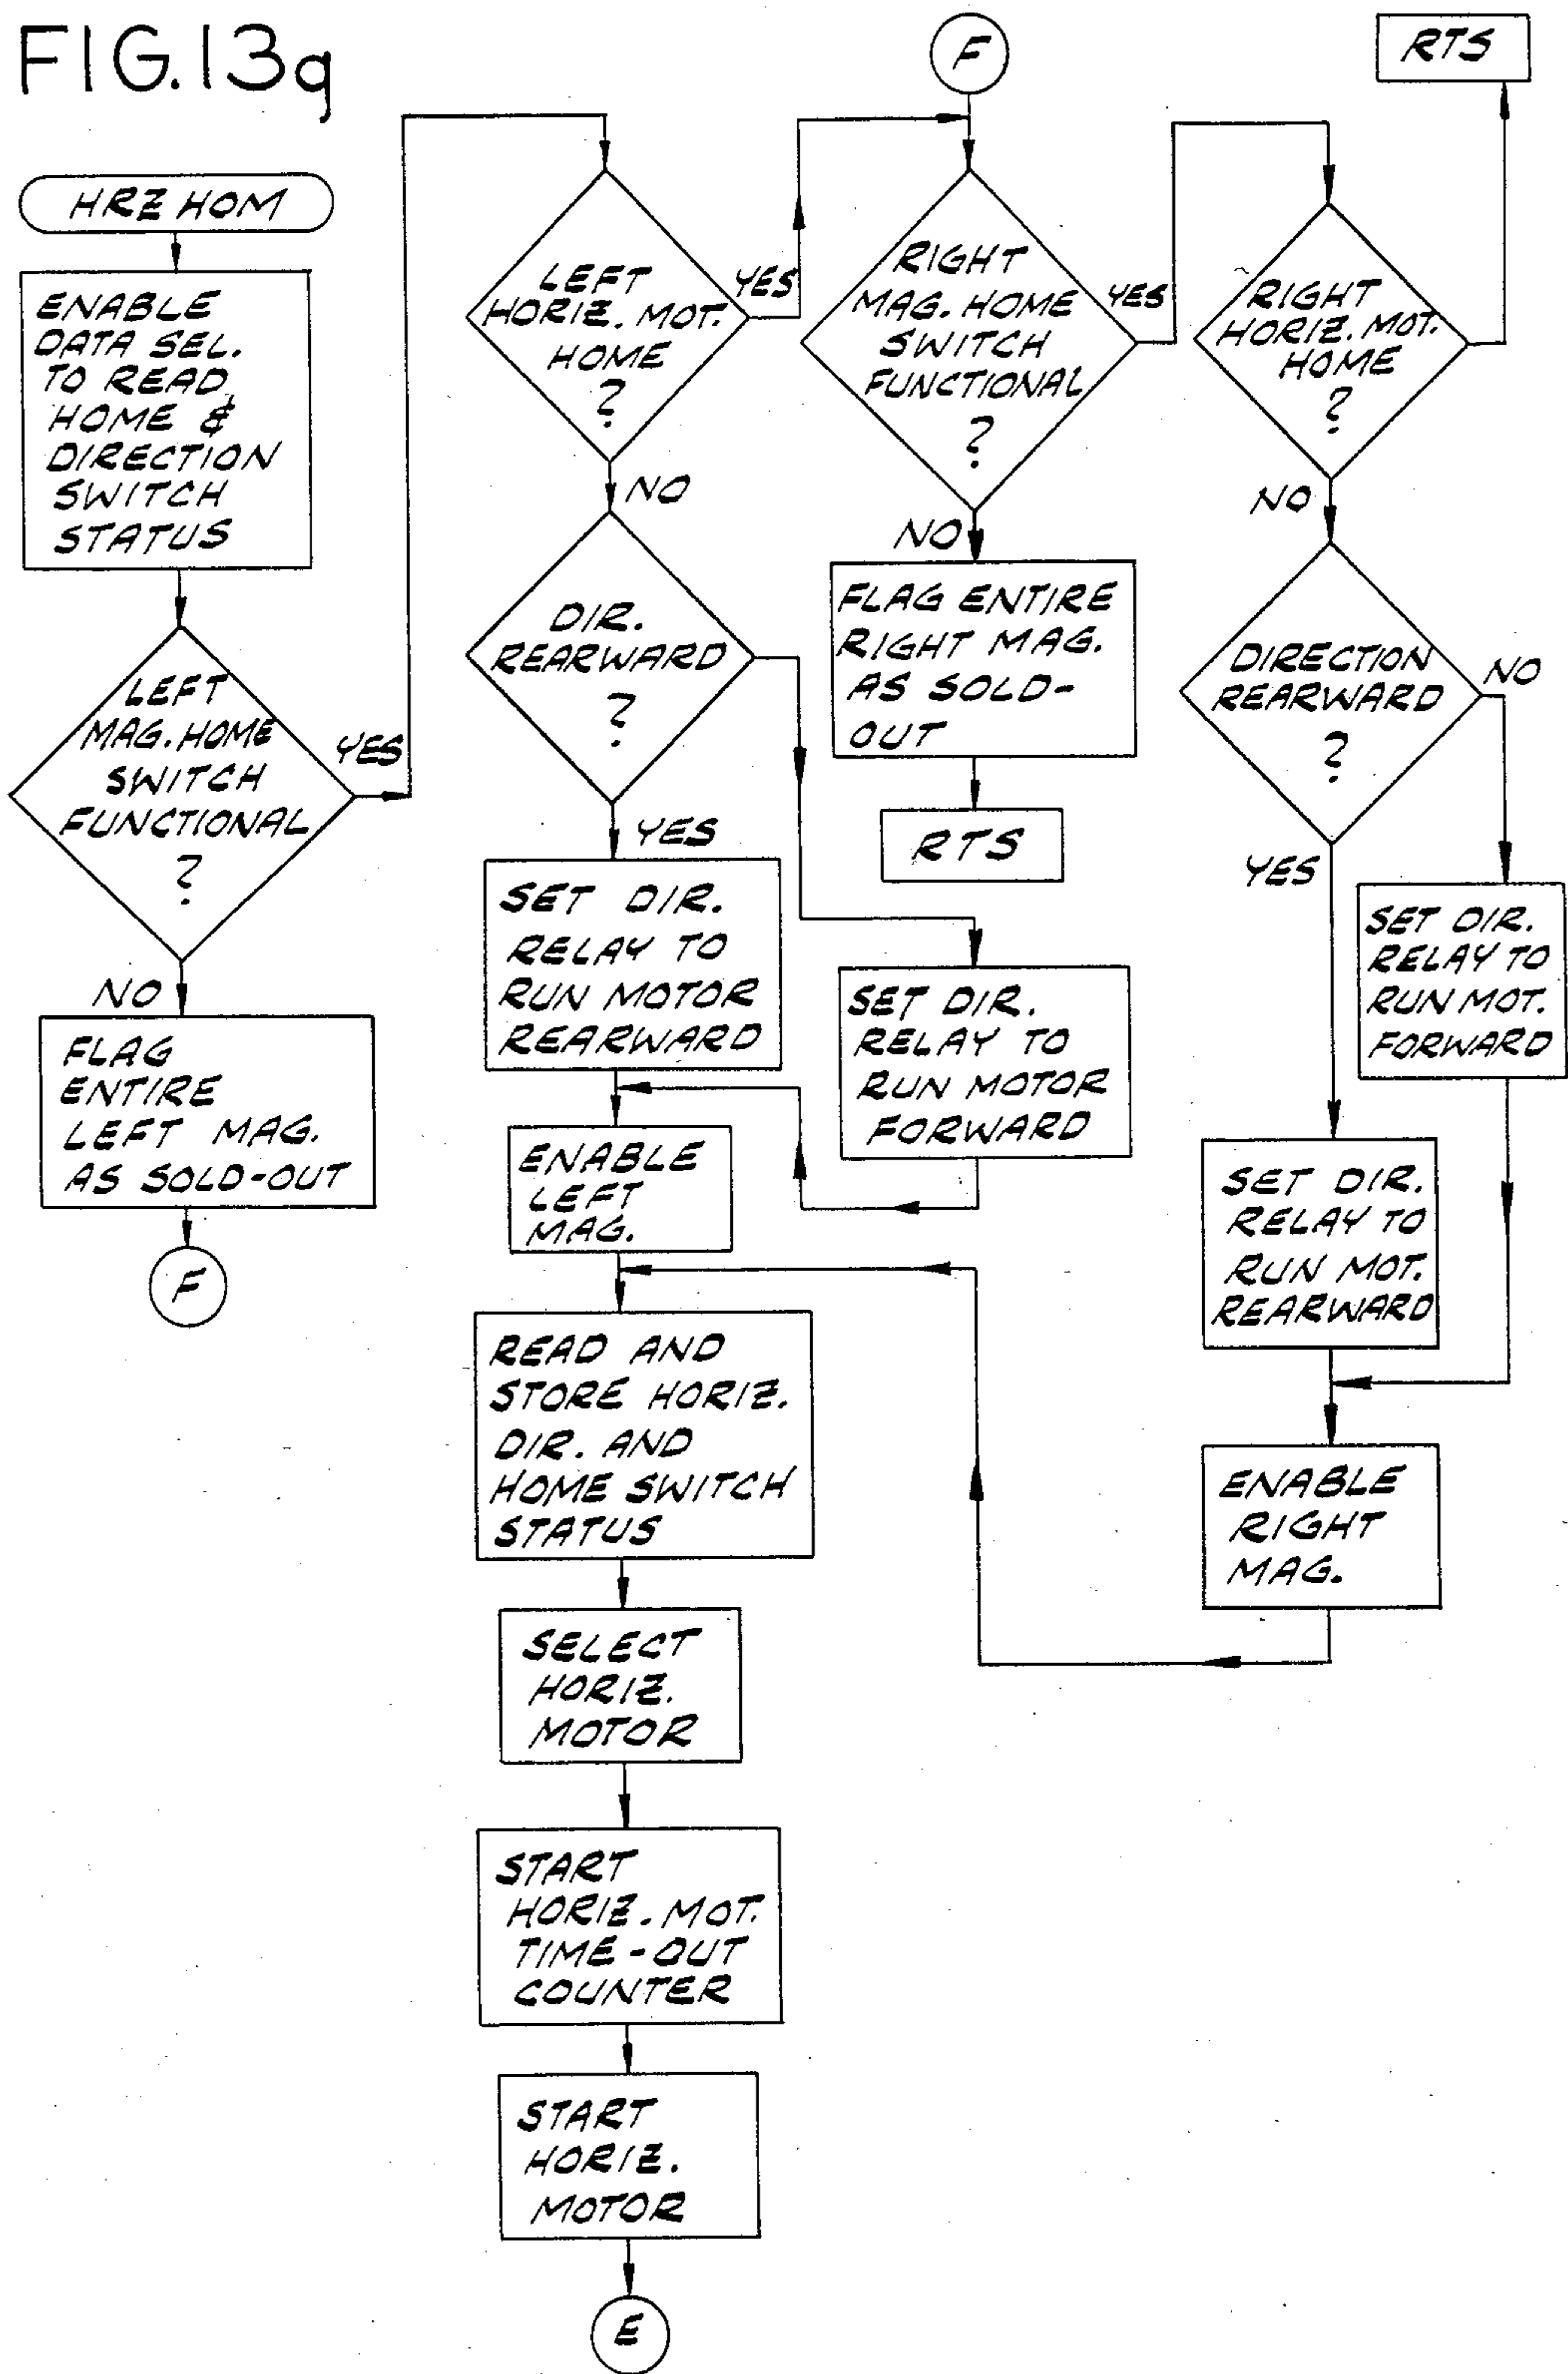 FIG.13q
HRZ HOM
ENABLE
DATA SEL.
TO READ
HOME &
DIRECTION
SWITCH
STATUS
LEFT
MAG. HOME
SWITCH
FUNCTIONAL
?
YES
NO
FLAG
ENTIRE
LEFT MAG.
AS SOLD-OUT
F
LEFT
HORIZ. MOT.
HOME
?
YES
NO
DIR.
REARWARD
?
YES
SET DIR.
RELAY TO
RUN MOTOR
REARWARD
ENABLE
LEFT
MAG.
READ AND
STORE HORIZ.
DIR. AND
HOME SWITCH
STATUS
SELECT
HORIZ.
MOTOR
START
HORIZ. MOT.
TIME-OUT
COUNTER
START
HORIZ.
MOTOR
E
F
RIGHT
MAG. HOME
SWITCH
FUNCTIONAL
?
YES
NO
FLAG ENTIRE
RIGHT MAG.
AS SOLD-
OUT
RTS
SET DIR.
RELAY TO
RUN MOTOR
FORWARD
RTS
RIGHT
HORIZ. MOT.
HOME
?
NO
DIRECTION
REARWARD
?
NO
YES
SET DIR.
RELAY TO
RUN MOT.
FORWARD
SET DIR.
RELAY TO
RUN MOT.
REARWARD
ENABLE
RIGHT
MAG.